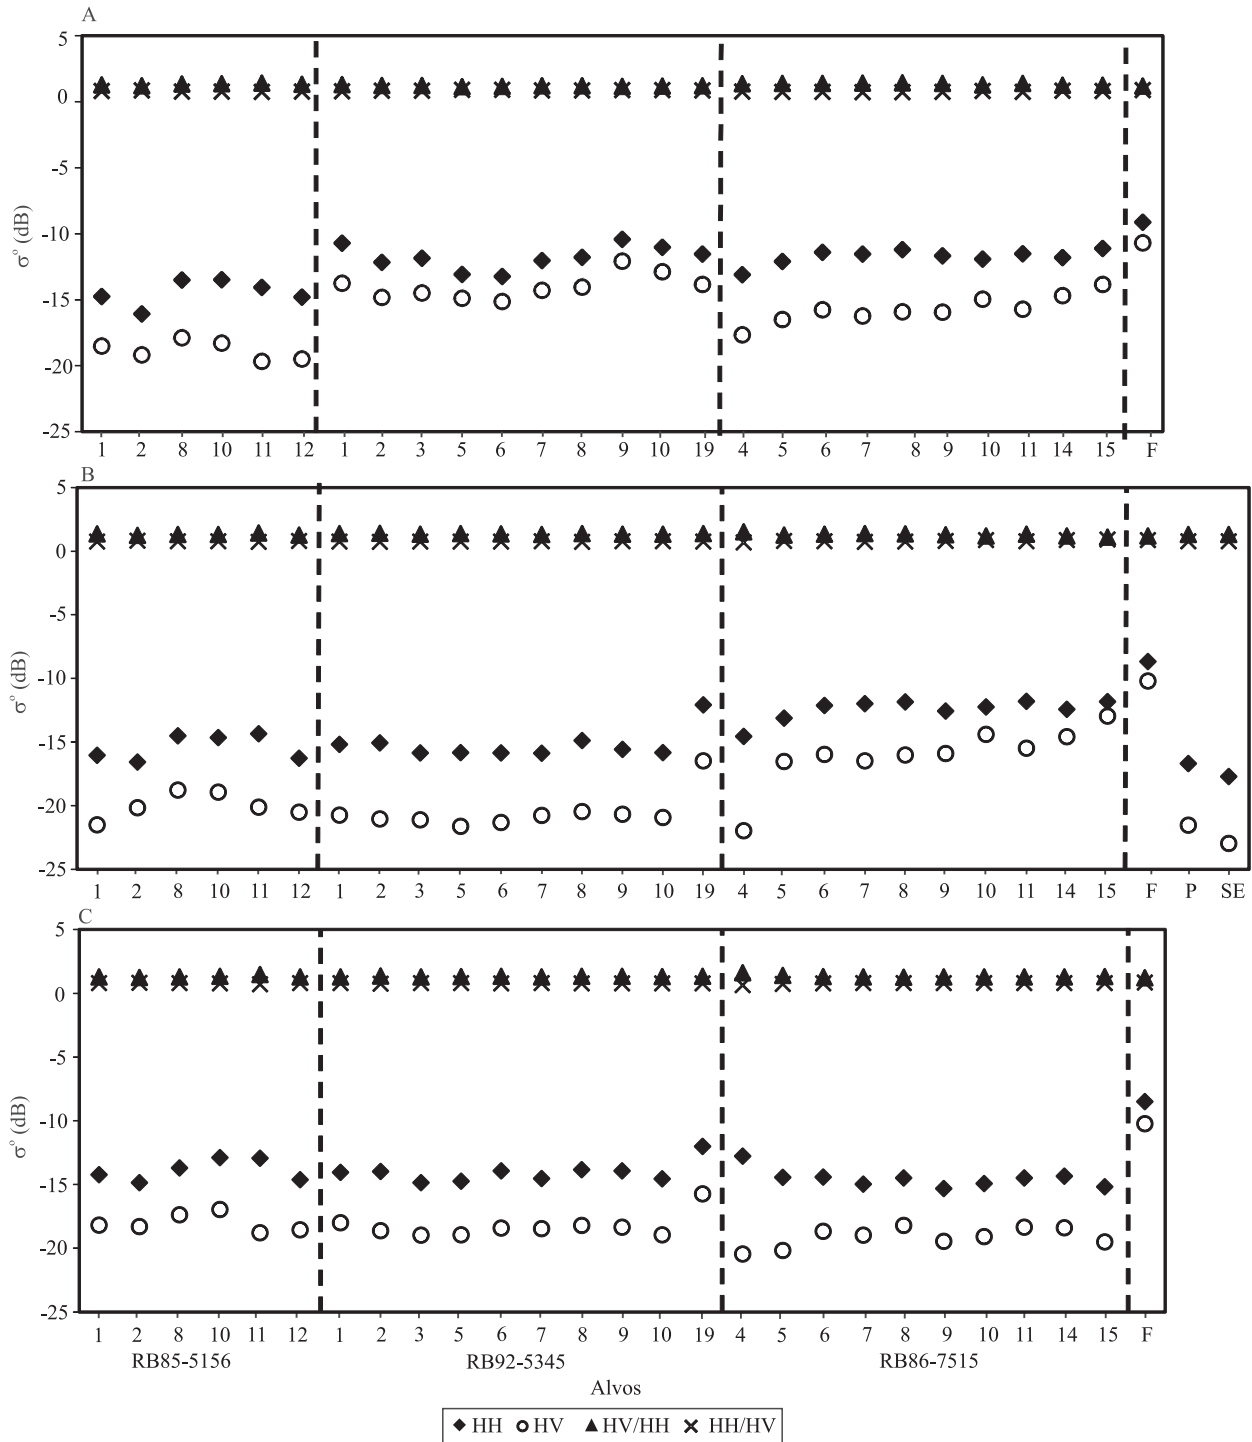 A
5
0
-5
-10
-15
-20
-25
σ° (dB)
1 2 8 10 11 12 1 2 3 5 6 7 8 9 10 19 4 5 6 7 8 9 10 11 14 15 F
B
5
0
-5
-10
-15
-20
-25
σ° (dB)
1 2 8 10 11 12 1 2 3 5 6 7 8 9 10 19 4 5 6 7 8 9 10 11 14 15 F P SE
C
5
0
-5
-10
-15
-20
-25
σ° (dB)
1 2 8 10 11 12 1 2 3 5 6 7 8 9 10 19 4 5 6 7 8 9 10 11 14 15 F
RB85-5156 RB92-5345 RB86-7515
Alvos
HH HV HV/HH HH/HV